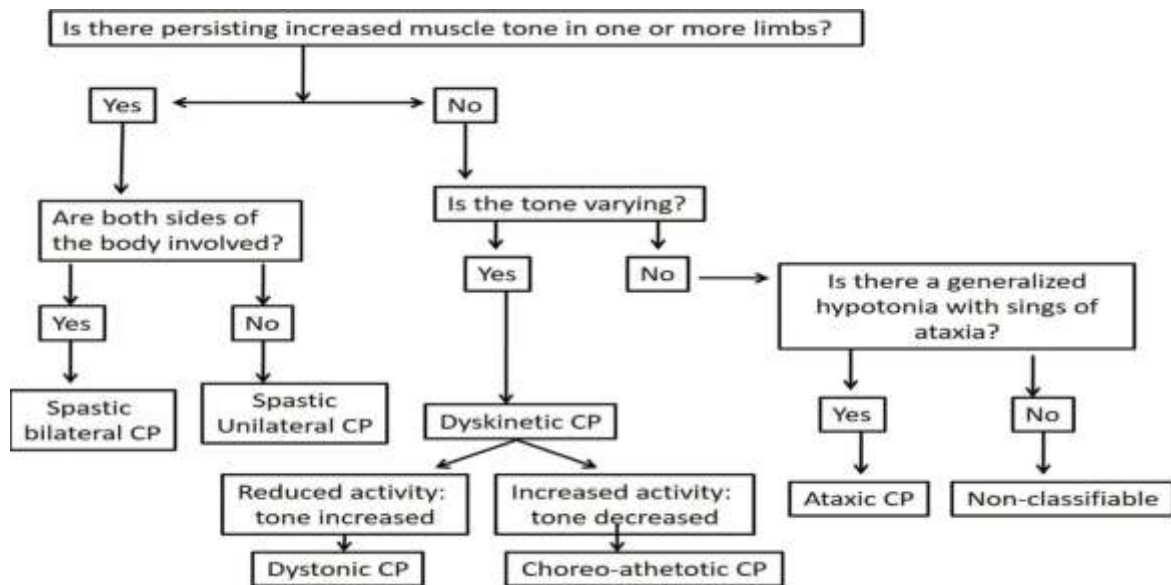 Is there persisting increased muscle tone in one or more limbs?
Yes
No
Are both sides of
the body involved?
Is the tone varying?
Yes
No
Yes
No
Is there a generalized
hypotonia with sings of
ataxia?
Spastic
bilateral CP
Spastic
Unilateral CP
Dyskinetic CP
Yes
No
Reduced activity:
tone increased
Increased activity:
tone decreased
Ataxic CP
Non-classifiable
Dystonic CP
Choreo-athetotic CP